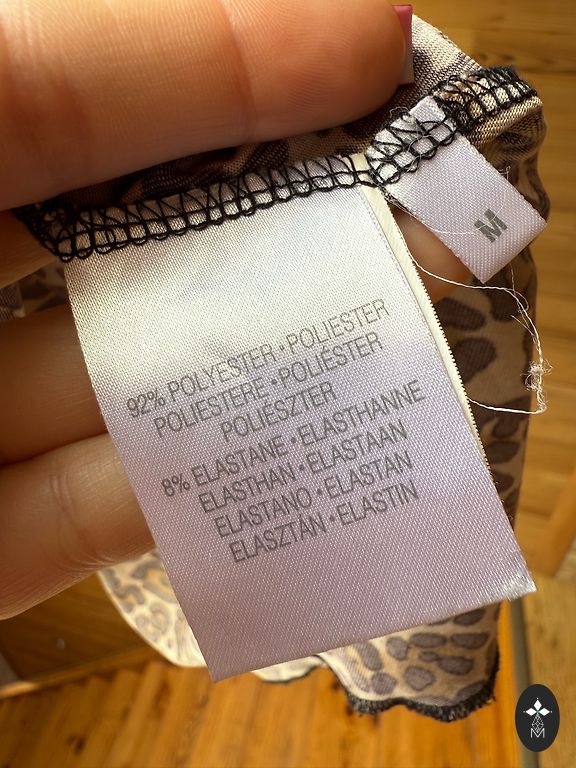 92% POLYESTER • POLIESTER
POLIESTERE • POLIÉSTER
POLIÉSZTER
8% ELASTANE • ELASTHANNE
ELASTHAN • ELASTAAN
ELASTANO • ELASTAN
ELASZTÁN • ELASTIN
M
M